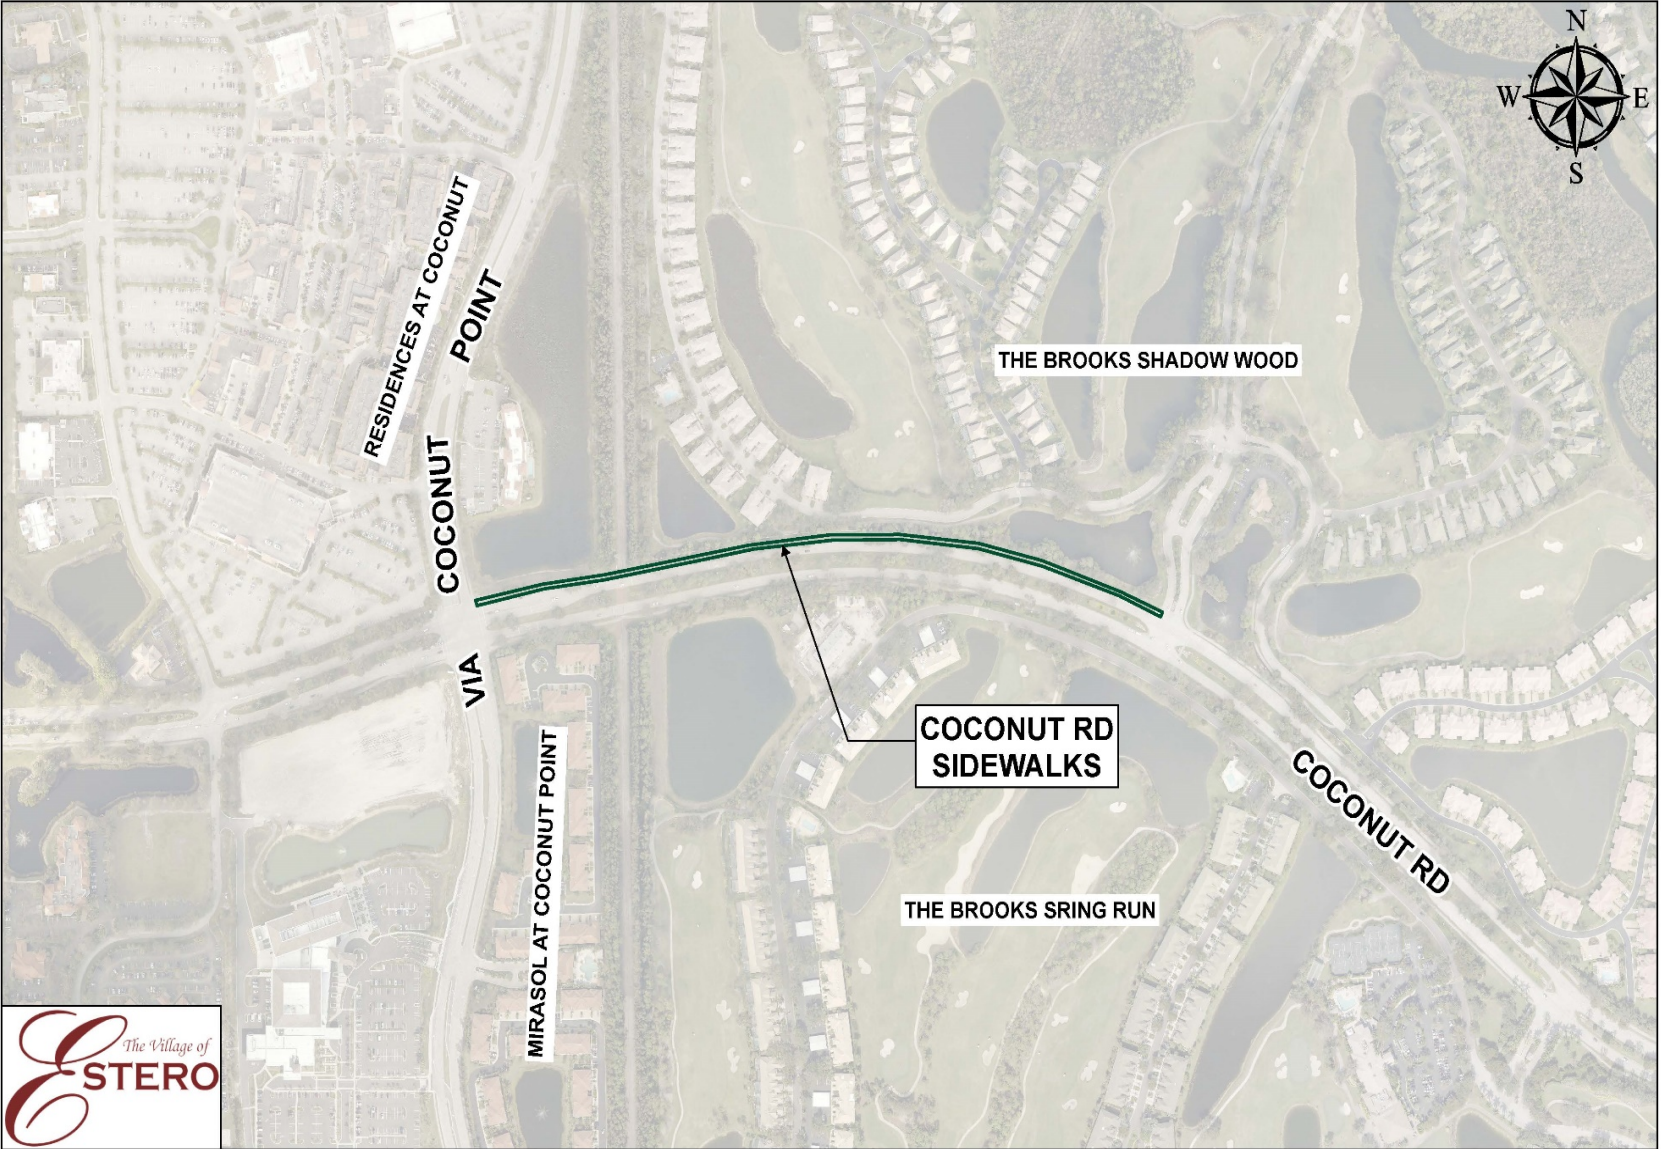 N
W E
S
RESIDENCES AT COCONUT
POINT
COCONUT
VIA
THE BROOKS SHADOW WOOD
COCONUT RD
SIDEWALKS
COCONUT RD
MIRASOL AT COCONUT POINT
THE BROOKS SRING RUN
The Village of
ESTERO